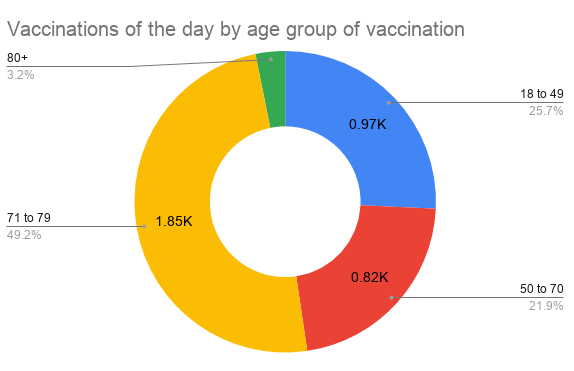 Vaccinations of the day by age group of vaccination
80+
3.2%
18 to 49
25.7%
0.97K
71 to 79
49.2%
1.85K
0.82K
50 to 70
21.9%